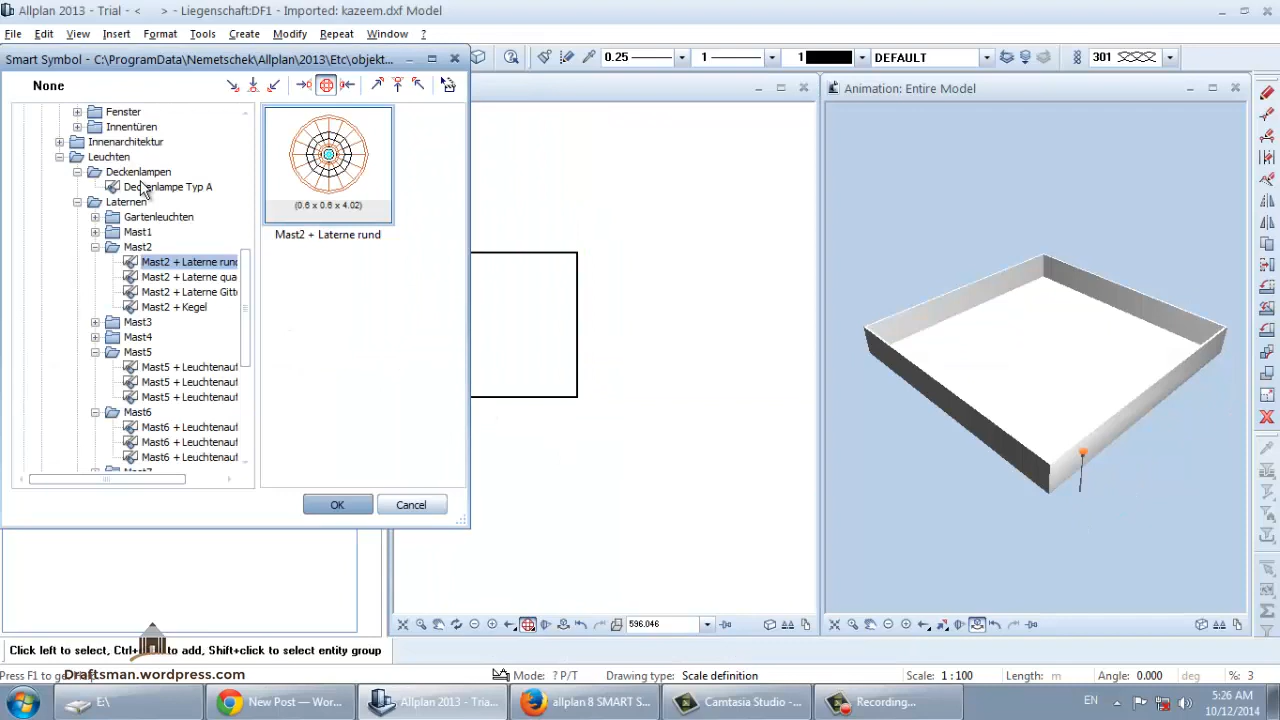 Allplan 2013 - Trial - < > - Liegenschaft:DF1 - Imported: kazeem.dxf Model
File Edit View Insert Format Tools Create Repeat Window ?
Smart Symbol - C:\ProgramData\Nemetschek\Allplan\2013\Etc\objekt...
0.25 1 1 DEFAULT 301
None
Animation: Entire Model
Fenster
Innentüren
Innenarchitektur
Leuchten
Deckenlampen
Deckenlampe Typ A
Laternen
Gartenleuchten
Mast1
Mast2
Mast2 + Laterne rund
Mast2 + Laterne qua
Mast2 + Laterne Gitt
Mast2 + Kegel
Mast3
Mast4
Mast5
Mast5 + Leuchtenauf
Mast5 + Leuchtenauf
Mast5 + Leuchtenauf
Mast6
Mast6 + Leuchtenauf
Mast6 + Leuchtenauf
Mast6 + Leuchtenauf
(0.6 x 0.6 x 4.02)
Mast2 + Laterne rund
OK Cancel
596.046
Click left to select, Ctrl+ to add, Shift+click to select entity group
Press F1 to ge
Draftsman.wordpress.com
Mode: ? P/T Drawing type: Scale definition Scale: 1 : 100 Length: m Angle: 0.000 deg %: 3
E:\ New Post — Wor... Allplan 2013 - Tria... allplan 8 SMART S... Camtasia Studio - ... Recording... EN 5:26 AM
10/12/2014